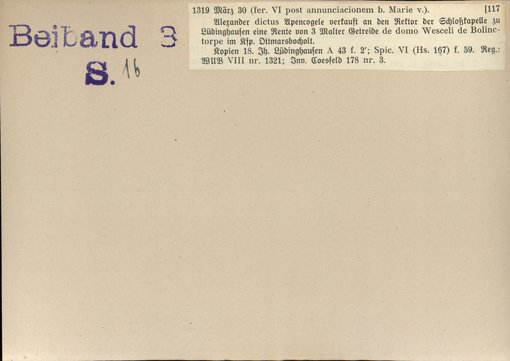 Beiband 3
S. 16
1319 März 30 (fer. VI post annunciacionem b. Marie v.). [117
Alexander dictus Apencogele verkauft an den Rektor der Schloßkapelle zu
Lüdinghausen eine Rente von 3 Malter Getreide de domo Wesceli de Bolinc-
torpe im Ksp. Ottmarsbocholt.
Kopien 18. Jh. Lüdinghausen A 43 f. 2'; Spic. VI (Hs. 167) f. 59. Reg.:
WUB VIII nr. 1321; Inv. Coesfeld 178 nr. 3.